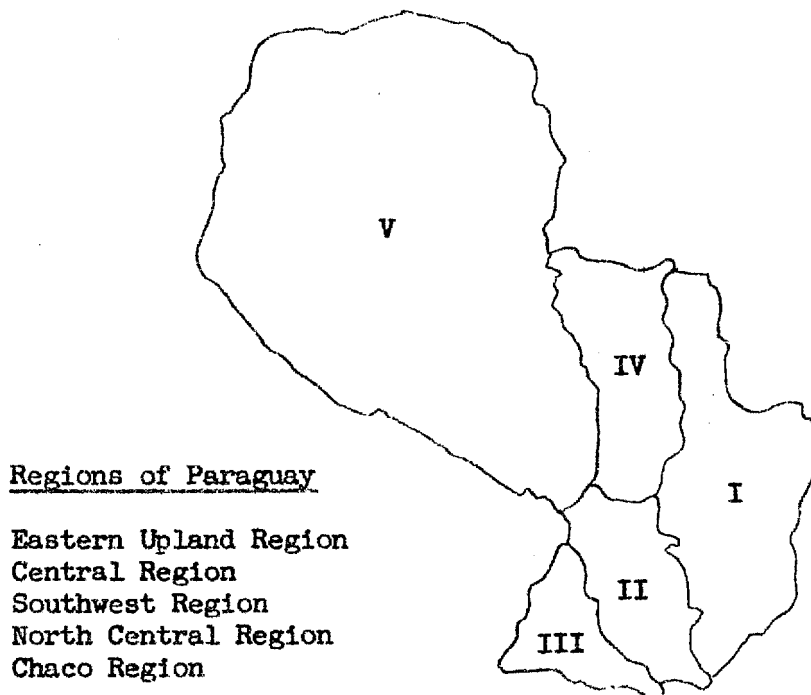 V
IV
I
Regions of Paraguay
Eastern Upland Region
Central Region
II
Southwest Region
North Central Region
III
Chaco Region